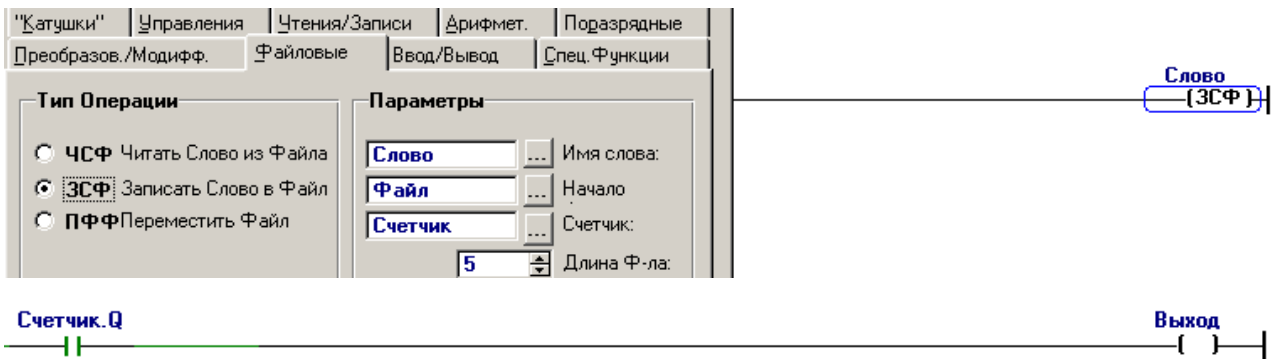 "Катушки" Управления Чтения/Записи Арифмет. Поразрядные
Преобразов./Модифф. Файловые Ввод/Вывод Спец.Функции
Тип Операции
ЧСФ Читать Слово из Файла
ЗСФ Записать Слово в Файл
ПФФ Переместить Файл
Параметры
Слово ... Имя слова:
Файл ... Начало
Счетчик ... Счетчик:
5 Длина Ф-ла:
Слово
(ЗСФ)
Счетчик.Q
Выход
( )